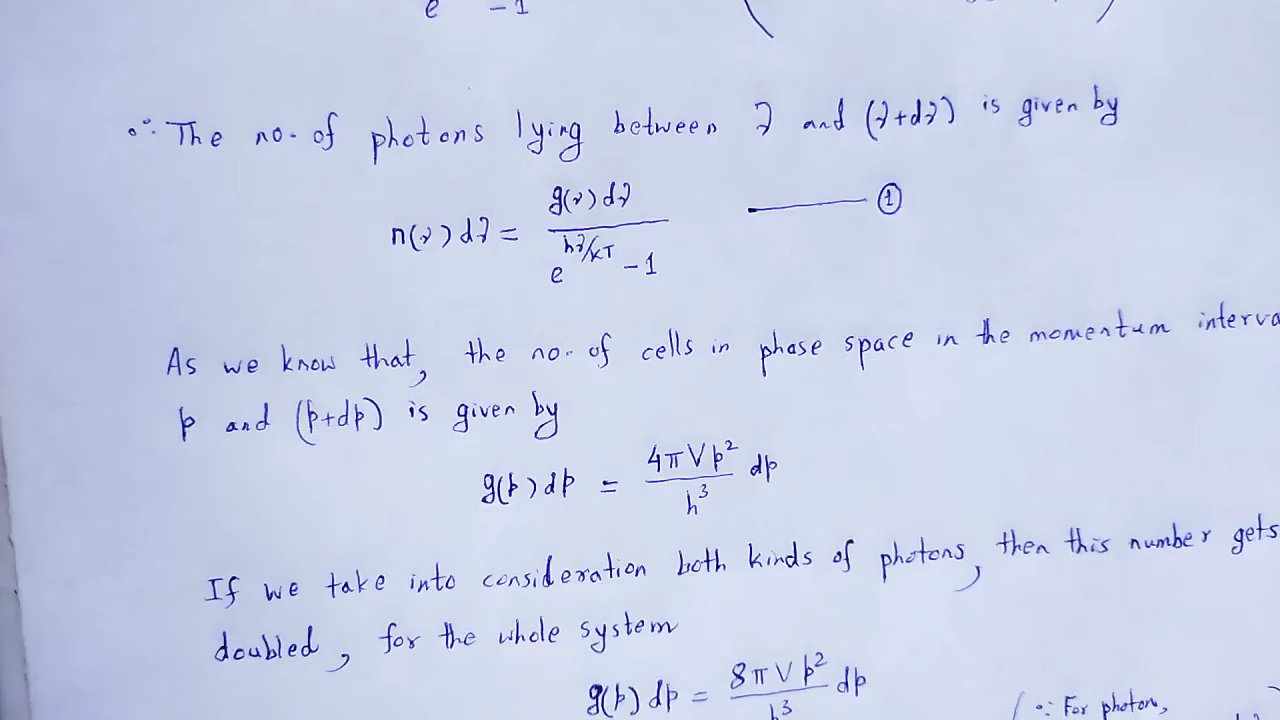 e -1
∴ The no. of photons lying between ν and (ν+dν) is given by
n(ν)dν = g(ν)dν / e^hν/kT -1 ——— ①
As we know that, the no. of cells in phase space in the momentum interva
p and (p+dp) is given by
g(p)dp = 4πVp² / h³ dp
If we take into consideration both kinds of photons, then this number gets
doubled, for the whole system
g(p)dp = 8πVp² / h³ dp
(∵ For photon,